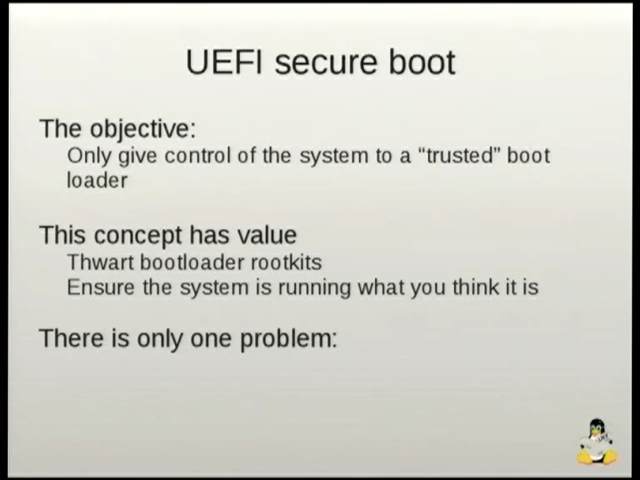 UEFI secure boot
The objective:
Only give control of the system to a “trusted” boot
loader
This concept has value
Thwart bootloader rootkits
Ensure the system is running what you think it is
There is only one problem: